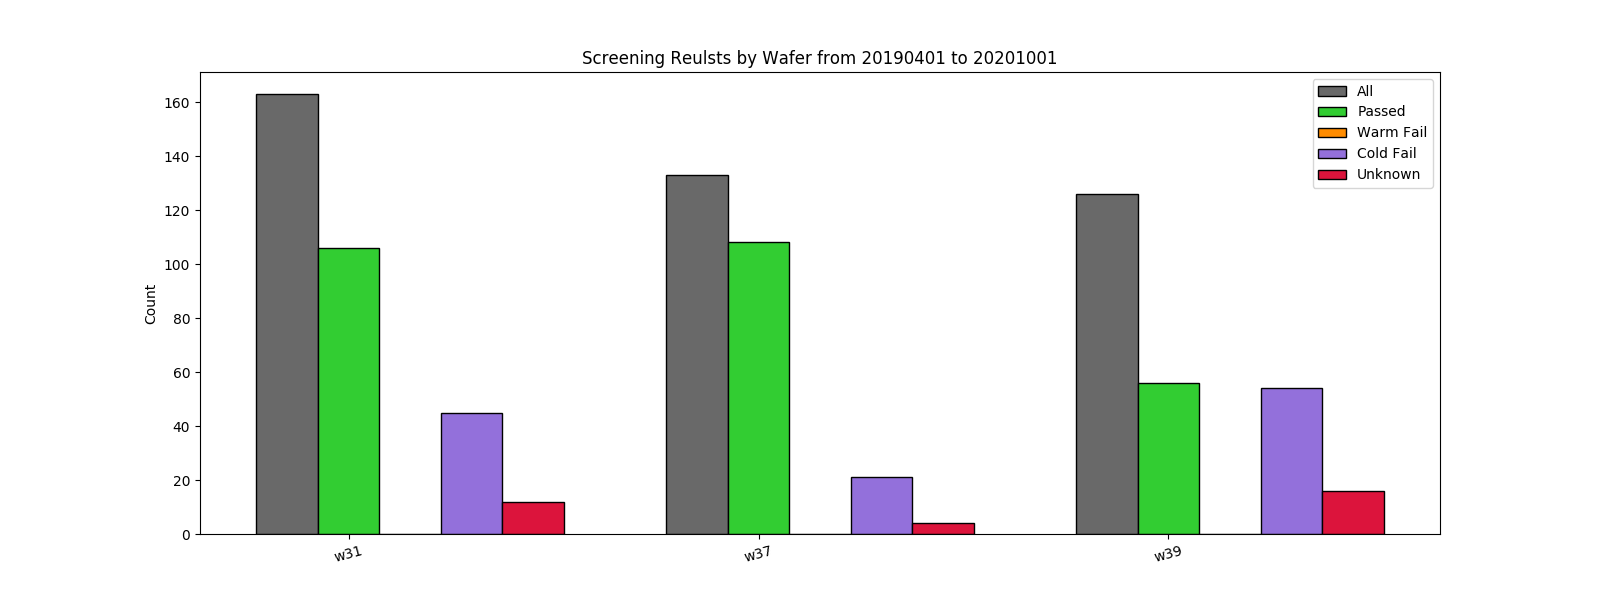 Screening Reulsts by Wafer from 20190401 to 20201001
160
140
120
100
80
60
40
20
0
Count
All
Passed
Warm Fail
Cold Fail
Unknown
w31
w37
w39